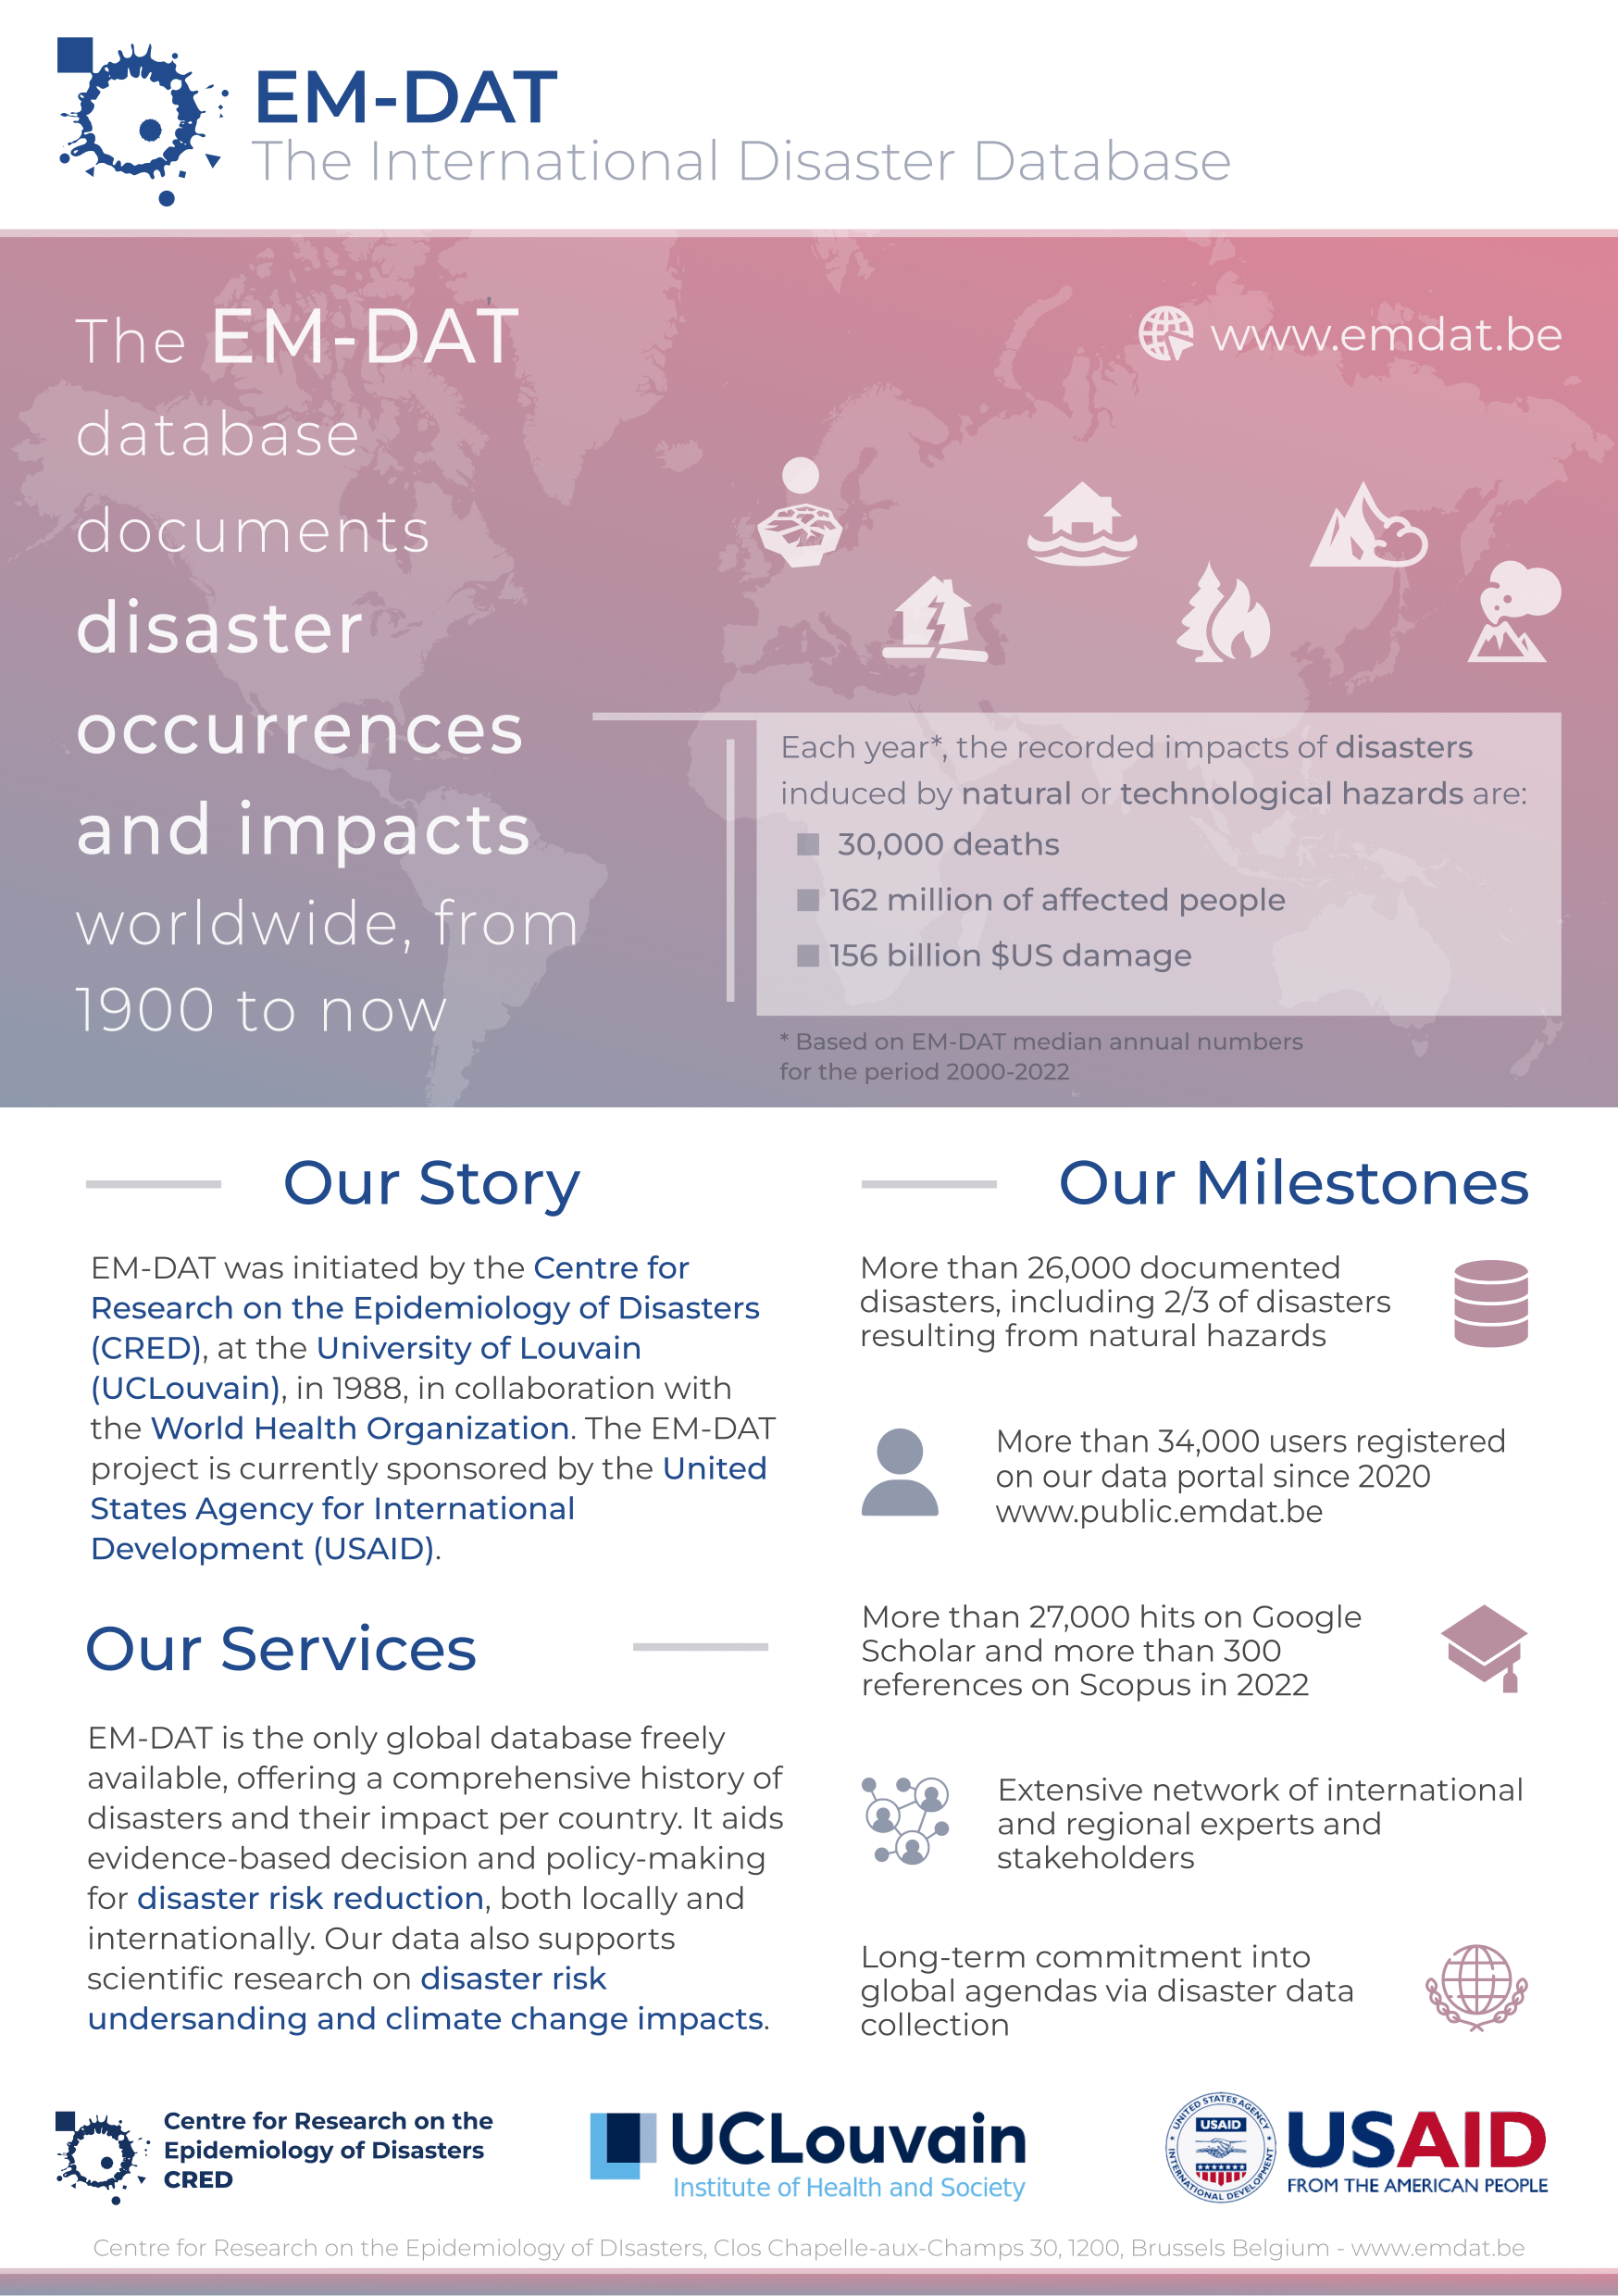 EM-DAT
The International Disaster Database
The EM-DAT
database
documents
disaster
occurrences
and impacts
worldwide, from
1900 to now
www.emdat.be
Each year*, the recorded impacts of disasters
induced by natural or technological hazards are:
30,000 deaths
162 million of affected people
156 billion $US damage
* Based on EM-DAT median annual numbers
for the period 2000-2022
Our Story
EM-DAT was initiated by the Centre for
Research on the Epidemiology of Disasters
(CRED), at the University of Louvain
(UCLouvain), in 1988, in collaboration with
the World Health Organization. The EM-DAT
project is currently sponsored by the United
States Agency for International
Development (USAID).
Our Services
EM-DAT is the only global database freely
available, offering a comprehensive history of
disasters and their impact per country. It aids
evidence-based decision and policy-making
for disaster risk reduction, both locally and
internationally. Our data also supports
scientific research on disaster risk
undersanding and climate change impacts.
Our Milestones
More than 26,000 documented
disasters, including 2/3 of disasters
resulting from natural hazards
More than 34,000 users registered
on our data portal since 2020
www.public.emdat.be
More than 27,000 hits on Google
Scholar and more than 300
references on Scopus in 2022
Extensive network of international
and regional experts and
stakeholders
Long-term commitment into
global agendas via disaster data
collection
Centre for Research on the
Epidemiology of Disasters
CRED
UCLouvain
Institute of Health and Society
UNITED STATES AGENCY
INTERNATIONAL DEVELOPMENT
USAID
USAID
FROM THE AMERICAN PEOPLE
Centre for Research on the Epidemiology of DIsasters, Clos Chapelle-aux-Champs 30, 1200, Brussels Belgium - www.emdat.be